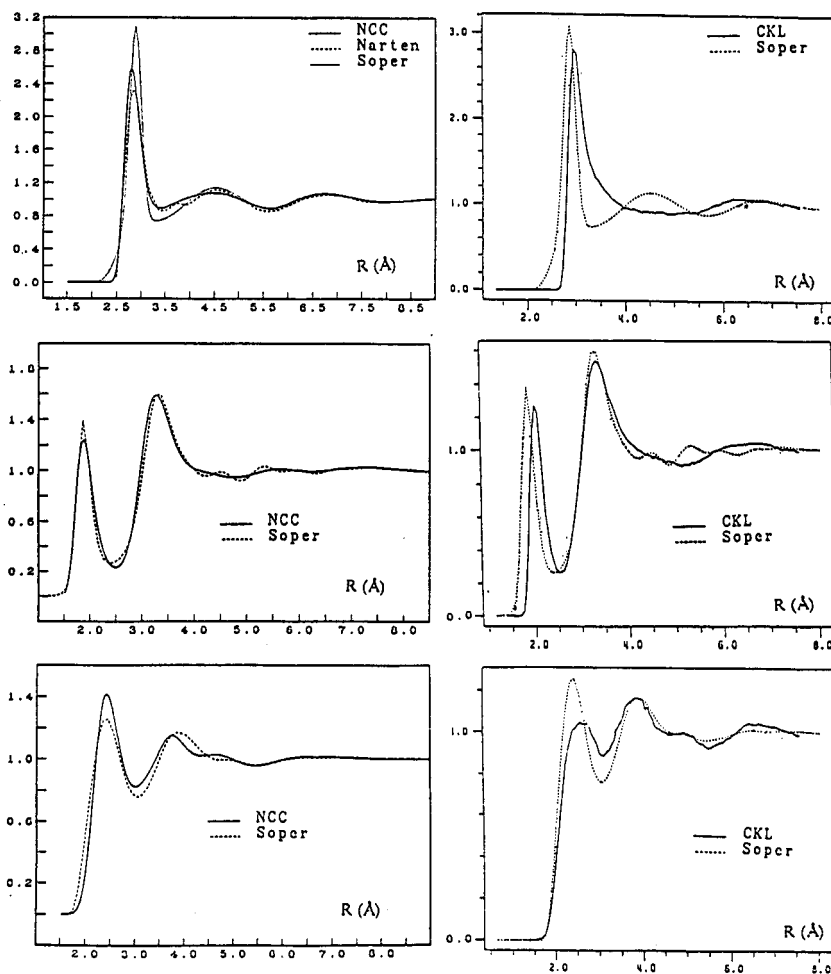 3.2
2.8
2.4
2.0
1.6
1.2
0.8
0.4
0.0
NCC
Narten
Soper
R (Å)
1.5 2.5 3.5 4.5 5.5 6.5 7.5 8.5
3.0
2.0
1.0
0.0
CKL
Soper
R (Å)
2.0 4.0 6.0 8.0
1.8
1.4
1.0
0.6
0.2
NCC
Soper
R (Å)
2.0 3.0 4.0 5.0 6.0 7.0 8.0
1.0
0.0
CKL
Soper
R (Å)
2.0 4.0 6.0 8.0
1.4
1.0
0.6
0.2
NCC
Soper
R (Å)
2.0 3.0 4.0 5.0 6.0 7.0 8.0
1.0
0.0
CKL
Soper
R (Å)
2.0 4.0 6.0 8.0